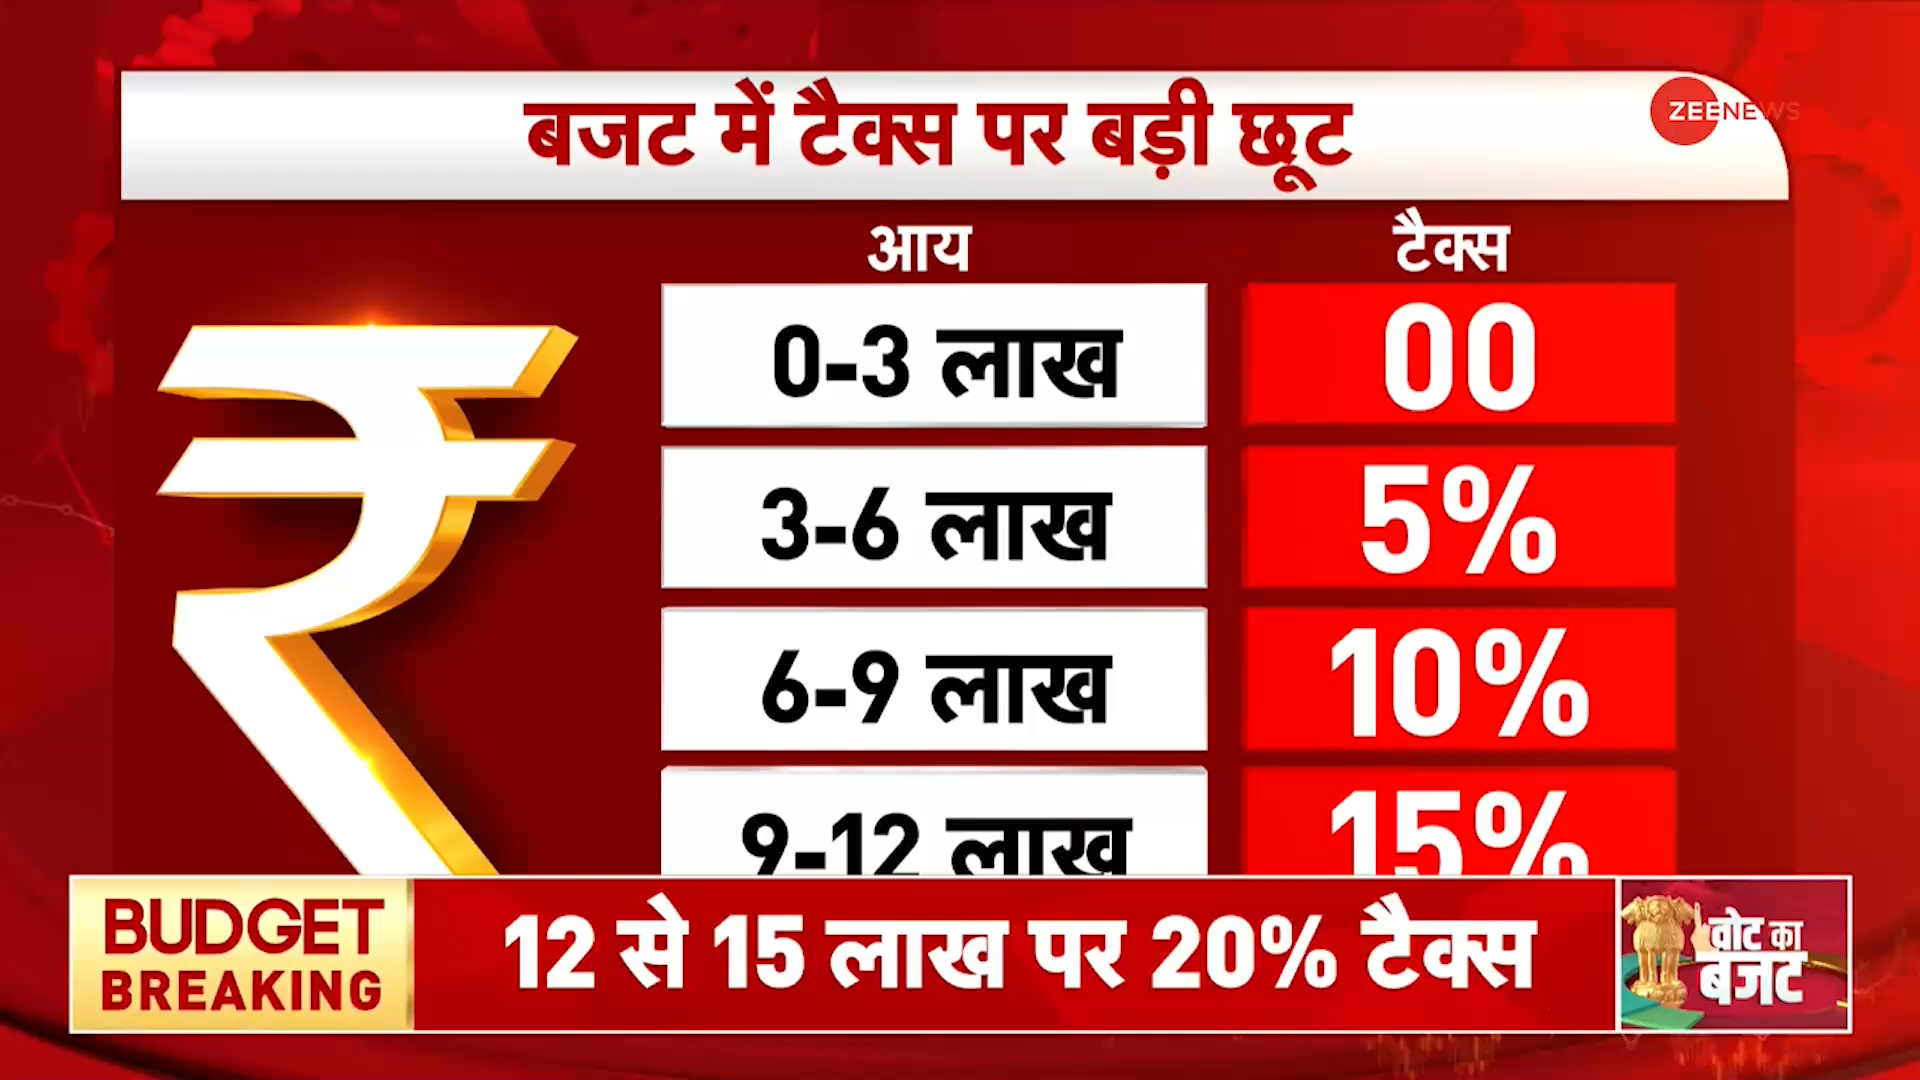 बजट में टैक्स पर बड़ी छूट
ZEENEWS
आय टैक्स
0-3 लाख 00
3-6 लाख 5%
6-9 लाख 10%
9-12 लाख 15%
BUDGET
BREAKING
12 से 15 लाख पर 20% टैक्स
वोट का
बजट